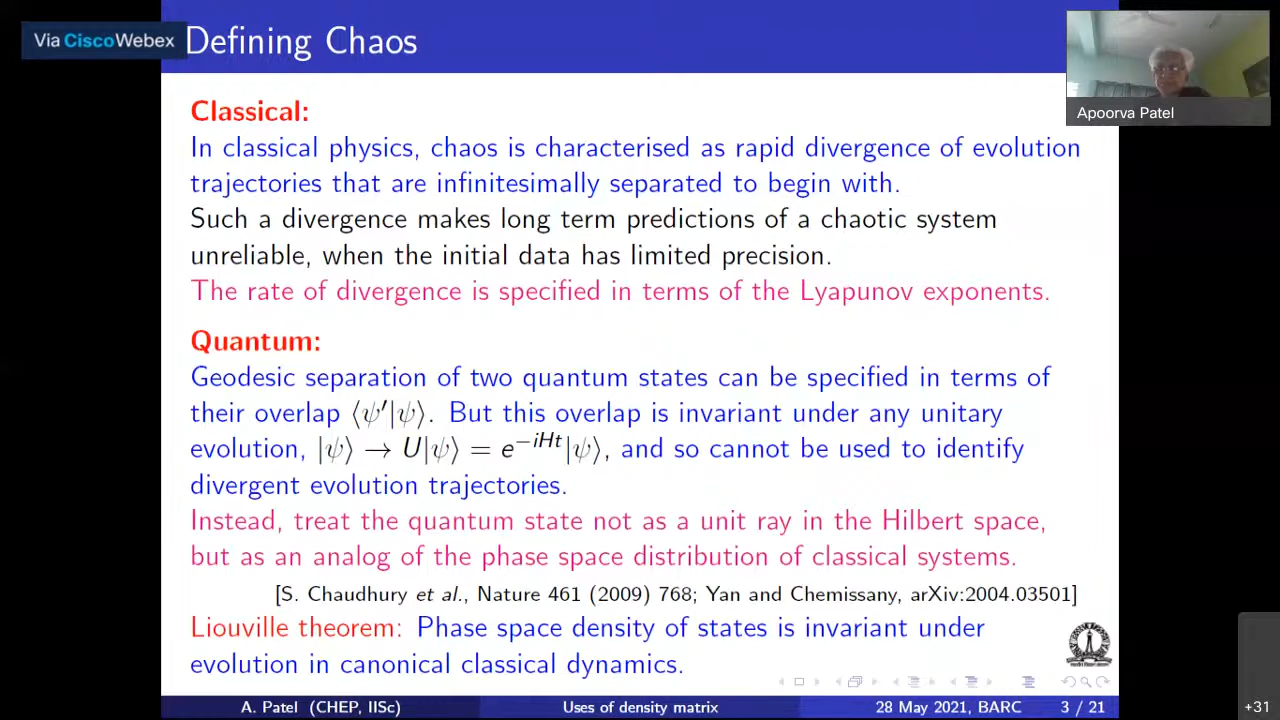 Via CiscoWebex
Defining Chaos
Apoorva Patel
Classical:
In classical physics, chaos is characterised as rapid divergence of evolution
trajectories that are infinitesimally separated to begin with.
Such a divergence makes long term predictions of a chaotic system
unreliable, when the initial data has limited precision.
The rate of divergence is specified in terms of the Lyapunov exponents.
Quantum:
Geodesic separation of two quantum states can be specified in terms of
their overlap ⟨ψ′|ψ⟩. But this overlap is invariant under any unitary
evolution, |ψ⟩ → U|ψ⟩ = e^{−iHt}|ψ⟩, and so cannot be used to identify
divergent evolution trajectories.
Instead, treat the quantum state not as a unit ray in the Hilbert space,
but as an analog of the phase space distribution of classical systems.
[S. Chaudhury et al., Nature 461 (2009) 768; Yan and Chemissany, arXiv:2004.03501]
Liouville theorem: Phase space density of states is invariant under
evolution in canonical classical dynamics.
A. Patel (CHEP, IISc) Uses of density matrix 28 May 2021, BARC 3 / 21
+31